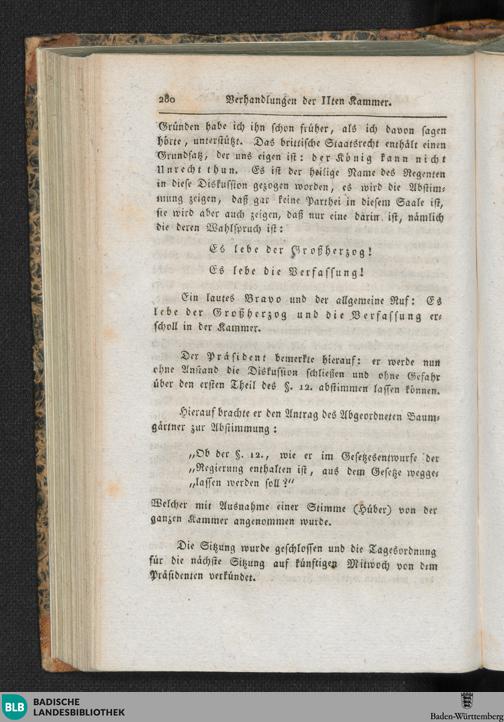 280 Verhandlungen der IIten Kammer.
Gründen habe ich ihn schon früher, als ich davon sagen
hörte, unterstützt. Das brittische Staatsrecht enthält einen
Grundsatz, der uns eigen ist: der König kann nicht
Unrecht thun. Es ist der heilige Name des Regenten
in diese Diskussion gezogen worden, es wird die Abstim-
mung zeigen, daß gar keine Parthei in diesem Saale ist,
sie wird aber auch zeigen, daß nur eine darin ist, nämlich
die deren Wahlspruch ist:
Es lebe der Großherzog!
Es lebe die Verfassung!
Ein lautes Bravo und der allgemeine Ruf: Es
lebe der Großherzog und die Verfassung er-
scholl in der Kammer.
Der Präsident bemerkte hierauf: er werde nun
ohne Anstand die Diskussion schließen und ohne Gefahr
über den ersten Theil des §. 12. abstimmen lassen können.
Hierauf brachte er den Antrag des Abgeordneten Baum-
gärtner zur Abstimmung:
„Ob der §. 12., wie er im Gesetzesentwurfe der
„Regierung enthalten ist, aus dem Gesetze wegge-
„lassen werden soll?"
Welcher mit Ausnahme einer Stimme (Hüber) von der
ganzen Kammer angenommen wurde.
Die Sitzung wurde geschlossen und die Tagesordnung
für die nächste Sitzung auf künftigen Mittwoch von dem
Präsidenten verkündet.
BLB BADISCHE
LANDESBIBLIOTHEK
Baden-Württemberg